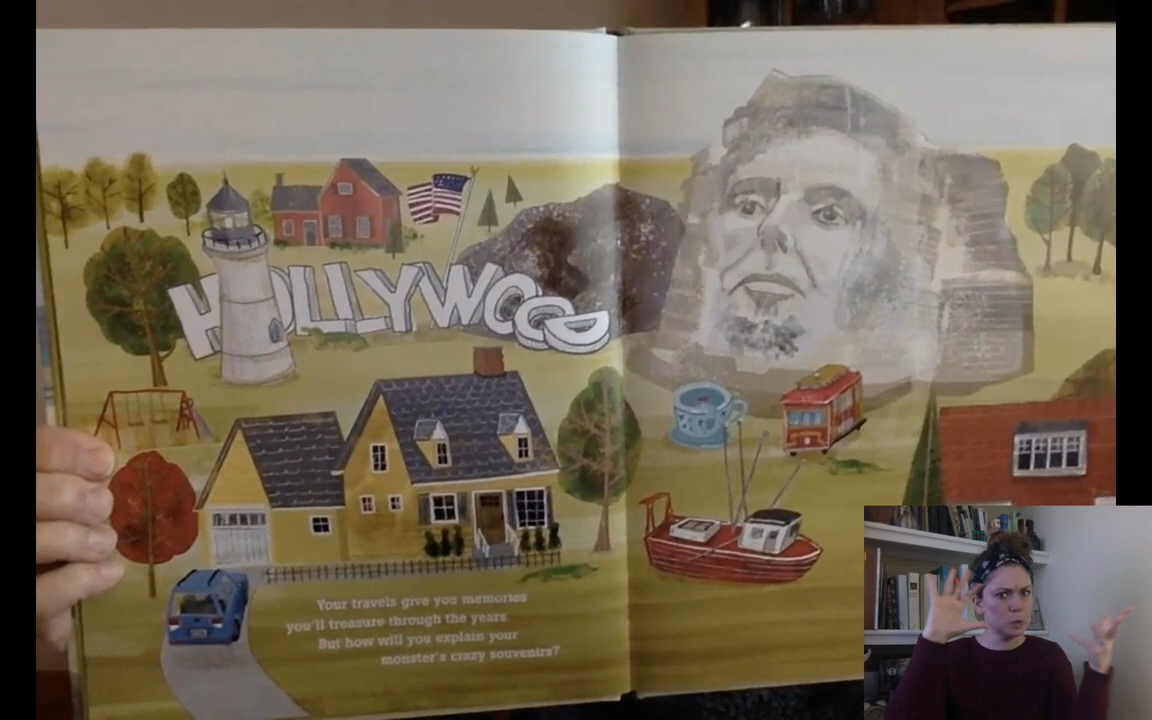 HOLLYWOOD
Your travels give you memories
you'll treasure through the years.
But how will you explain your
monster's crazy souvenirs?